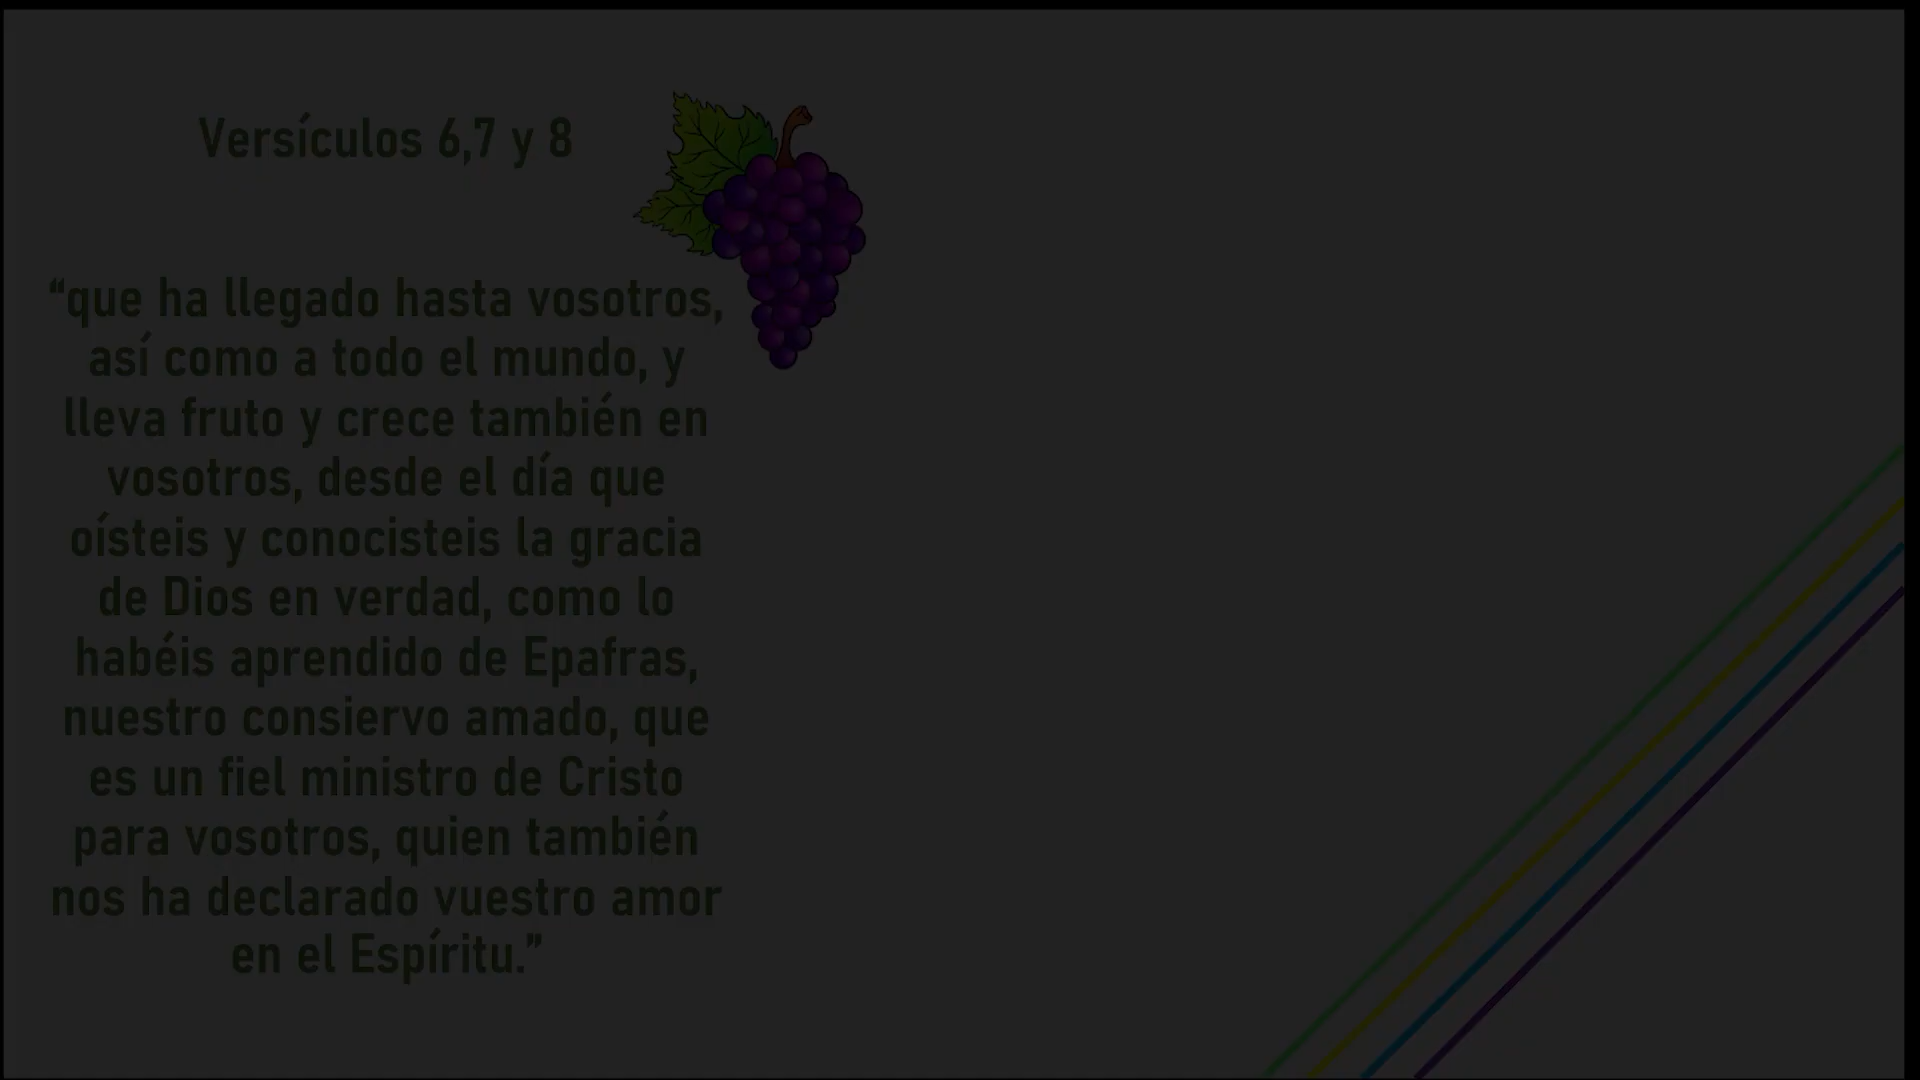 Versículos 6,7 y 8
“que ha llegado hasta vosotros,
así como a todo el mundo, y
lleva fruto y crece también en
vosotros, desde el día que
oísteis y conocisteis la gracia
de Dios en verdad, como lo
habéis aprendido de Epafras,
nuestro consiervo amado, que
es un fiel ministro de Cristo
para vosotros, quien también
nos ha declarado vuestro amor
en el Espíritu.”